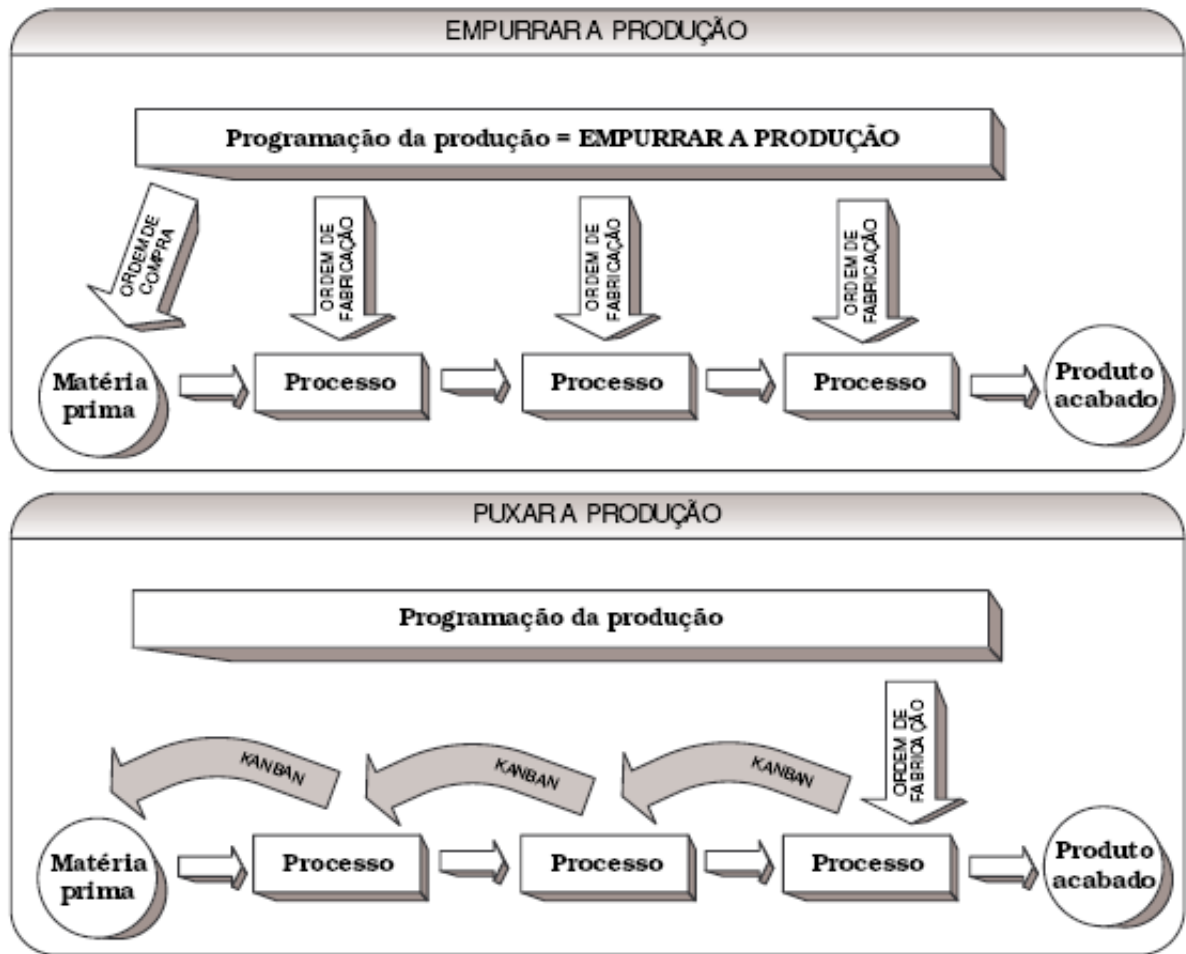 EMPURRAR A PRODUÇÃO
Programação da produção = EMPURRAR A PRODUÇÃO
ORDEM DE
COMPRA
ORDEM DE
FABRICAÇÃO
ORDEM DE
FABRICAÇÃO
ORDEM DE
FABRICAÇÃO
Matéria
prima
Processo
Processo
Processo
Produto
acabado
PUXAR A PRODUÇÃO
Programação da produção
KANBAN
KANBAN
KANBAN
ORDEM DE
FABRICAÇÃO
Matéria
prima
Processo
Processo
Processo
Produto
acabado